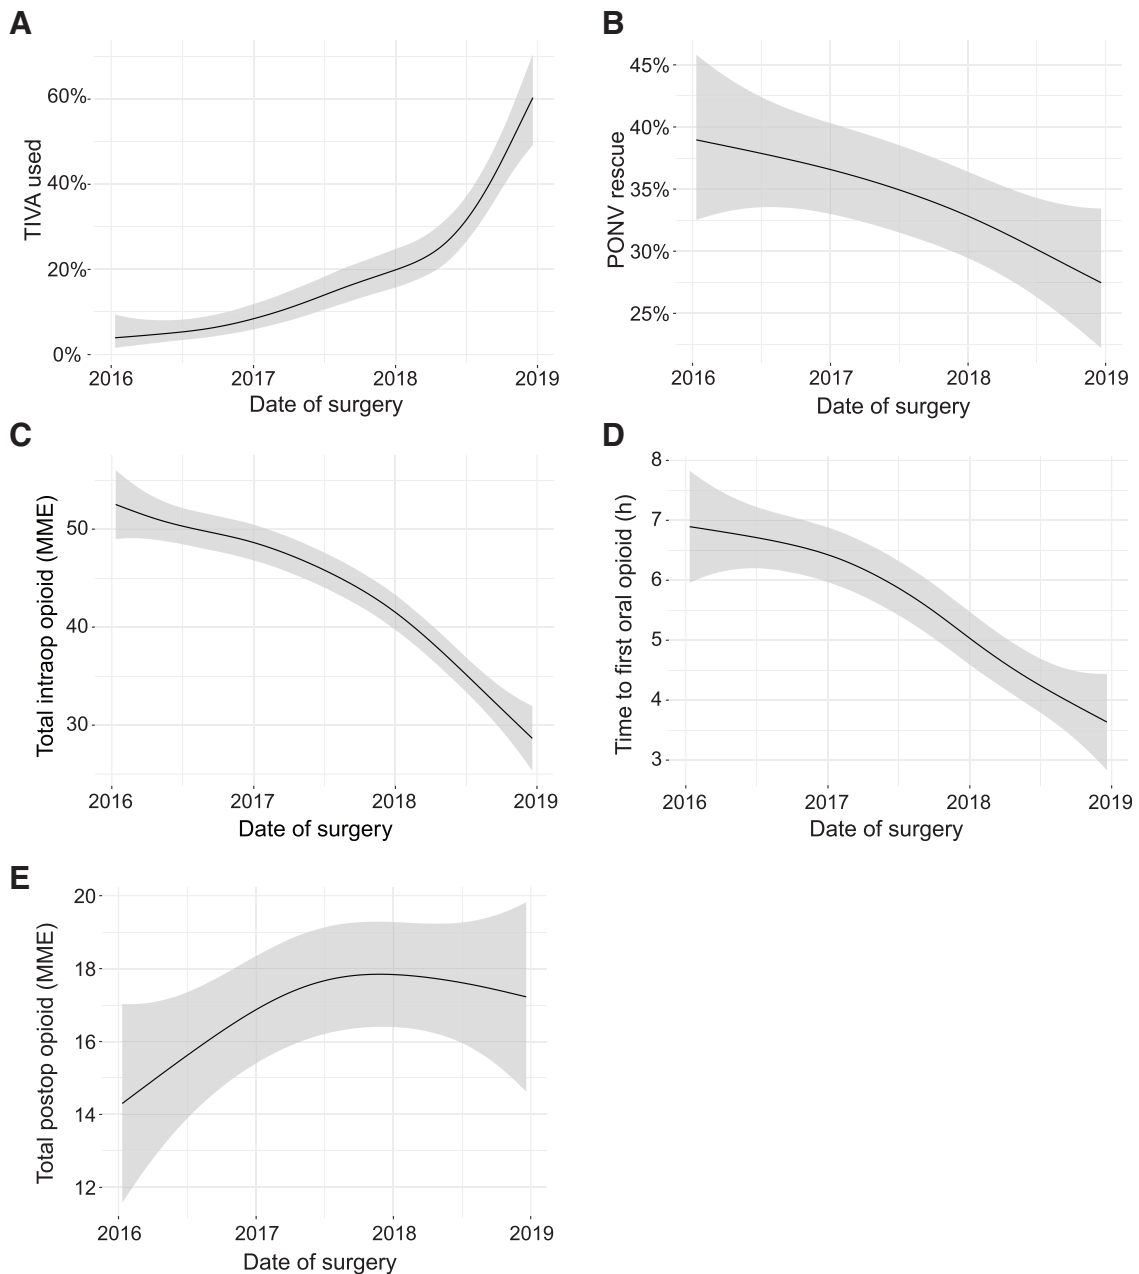 A
TIVA used
60%
40%
20%
0%
2016 2017 2018 2019
Date of surgery
B
PONV rescue
45%
40%
35%
30%
25%
2016 2017 2018 2019
Date of surgery
C
Total intraop opioid (MME)
50
40
30
2016 2017 2018 2019
Date of surgery
D
Time to first oral opioid (h)
8
7
6
5
4
3
2016 2017 2018 2019
Date of surgery
E
Total postop opioid (MME)
20
18
16
14
12
2016 2017 2018 2019
Date of surgery